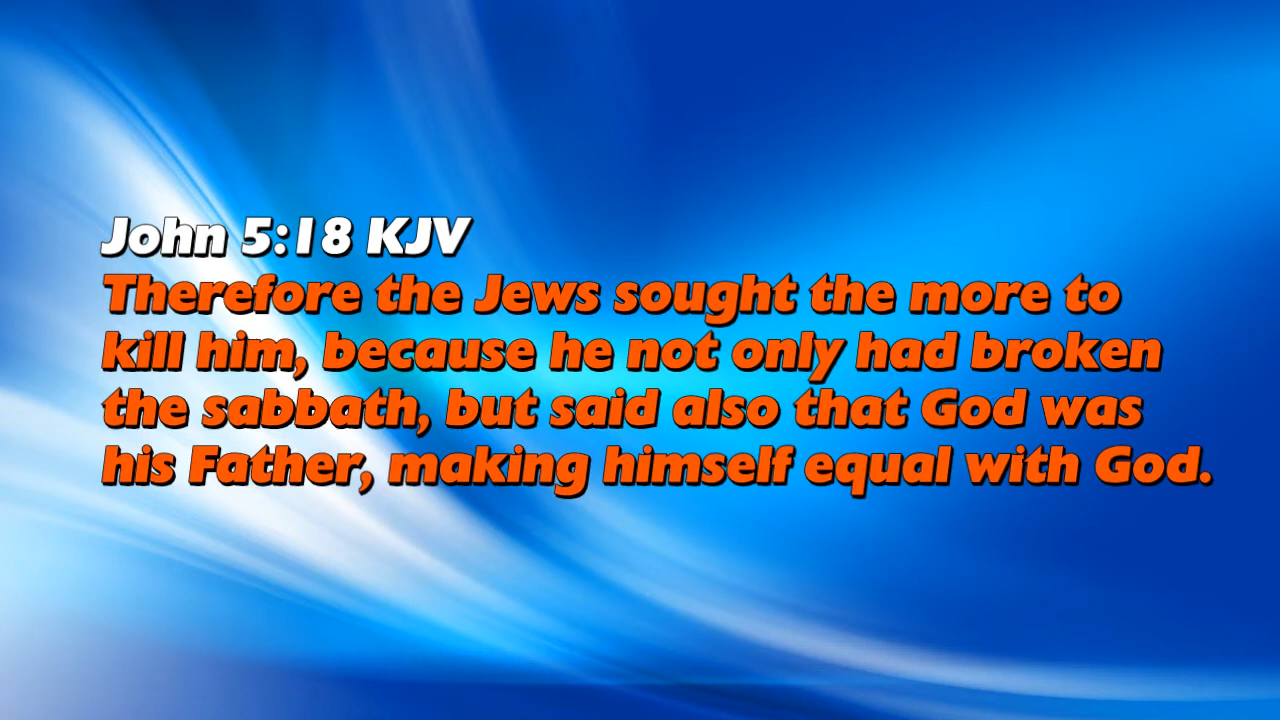 John 5:18 KJV
Therefore the Jews sought the more to
kill him, because he not only had broken
the sabbath, but said also that God was
his Father, making himself equal with God.